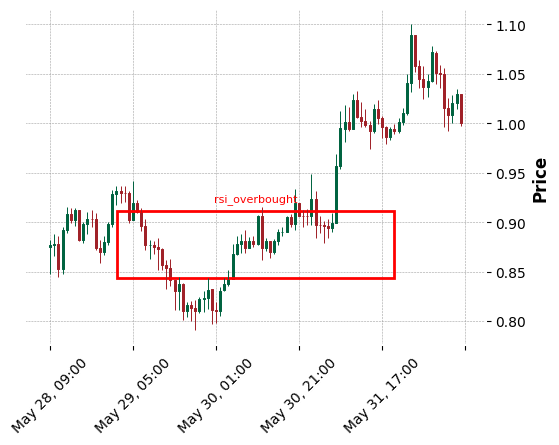 1.10
1.05
1.00
0.95
rsi_overbought
0.90
0.85
0.80
Price
May 28, 09:00
May 29, 05:00
May 30, 01:00
May 30, 21:00
May 31, 17:00